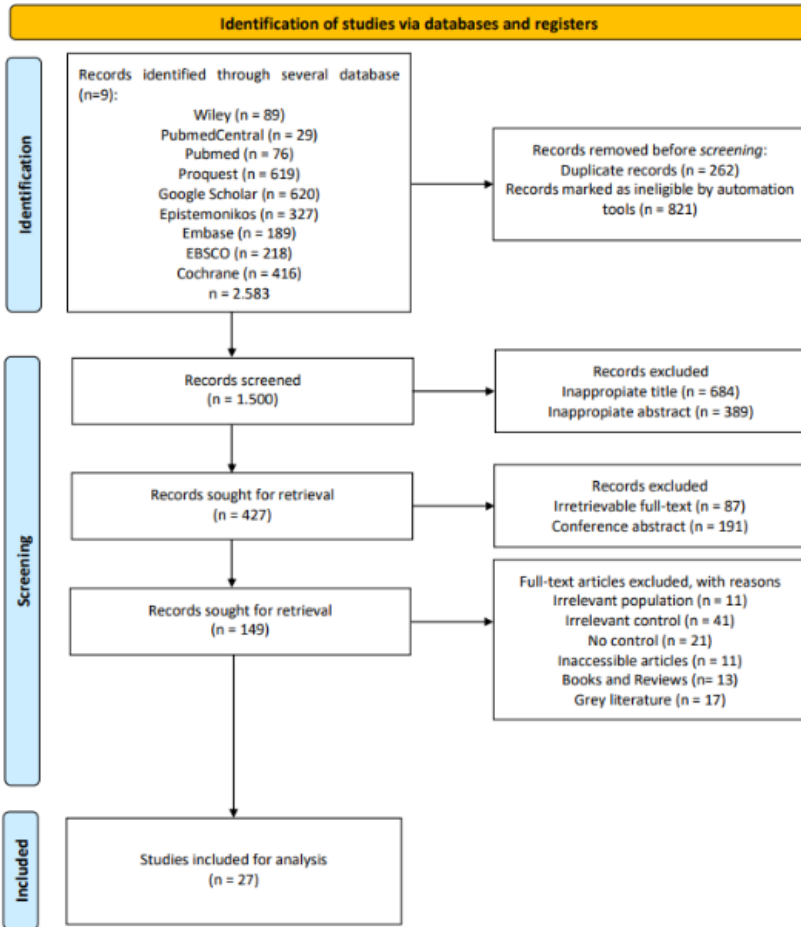 Identification of studies via databases and registers
Identification
Records identified through several database
(n=9):
Wiley (n = 89)
PubmedCentral (n = 29)
Pubmed (n = 76)
Proquest (n = 619)
Google Scholar (n = 620)
Epistemonikos (n = 327)
Embase (n = 189)
EBSCO (n = 218)
Cochrane (n = 416)
n = 2.583
Records removed before screening:
Duplicate records (n = 262)
Records marked as ineligible by automation
tools (n = 821)
Screening
Records screened
(n = 1.500)
Records excluded
Inappropiate title (n = 684)
Inappropiate abstract (n = 389)
Records sought for retrieval
(n = 427)
Records excluded
Irretrievable full-text (n = 87)
Conference abstract (n = 191)
Records sought for retrieval
(n = 149)
Full-text articles excluded, with reasons
Irrelevant population (n = 11)
Irrelevant control (n = 41)
No control (n = 21)
Inaccessible articles (n = 11)
Books and Reviews (n= 13)
Grey literature (n = 17)
Included
Studies included for analysis
(n = 27)